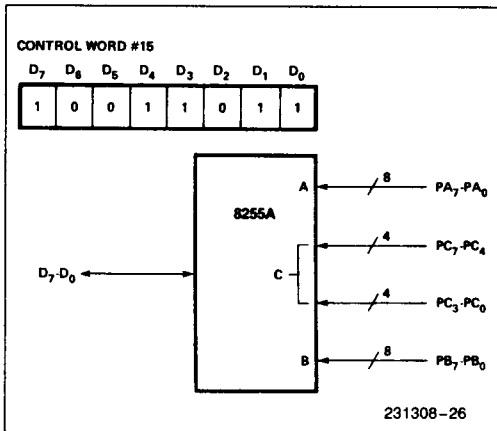 CONTROL WORD #15
D7 D6 D5 D4 D3 D2 D1 D0
1 0 0 1 1 0 1 1
8255A
A
8
PA7-PA0
4
PC7-PC4
D7-D0
C
4
PC3-PC0
B
8
PB7-PB0
231308-26